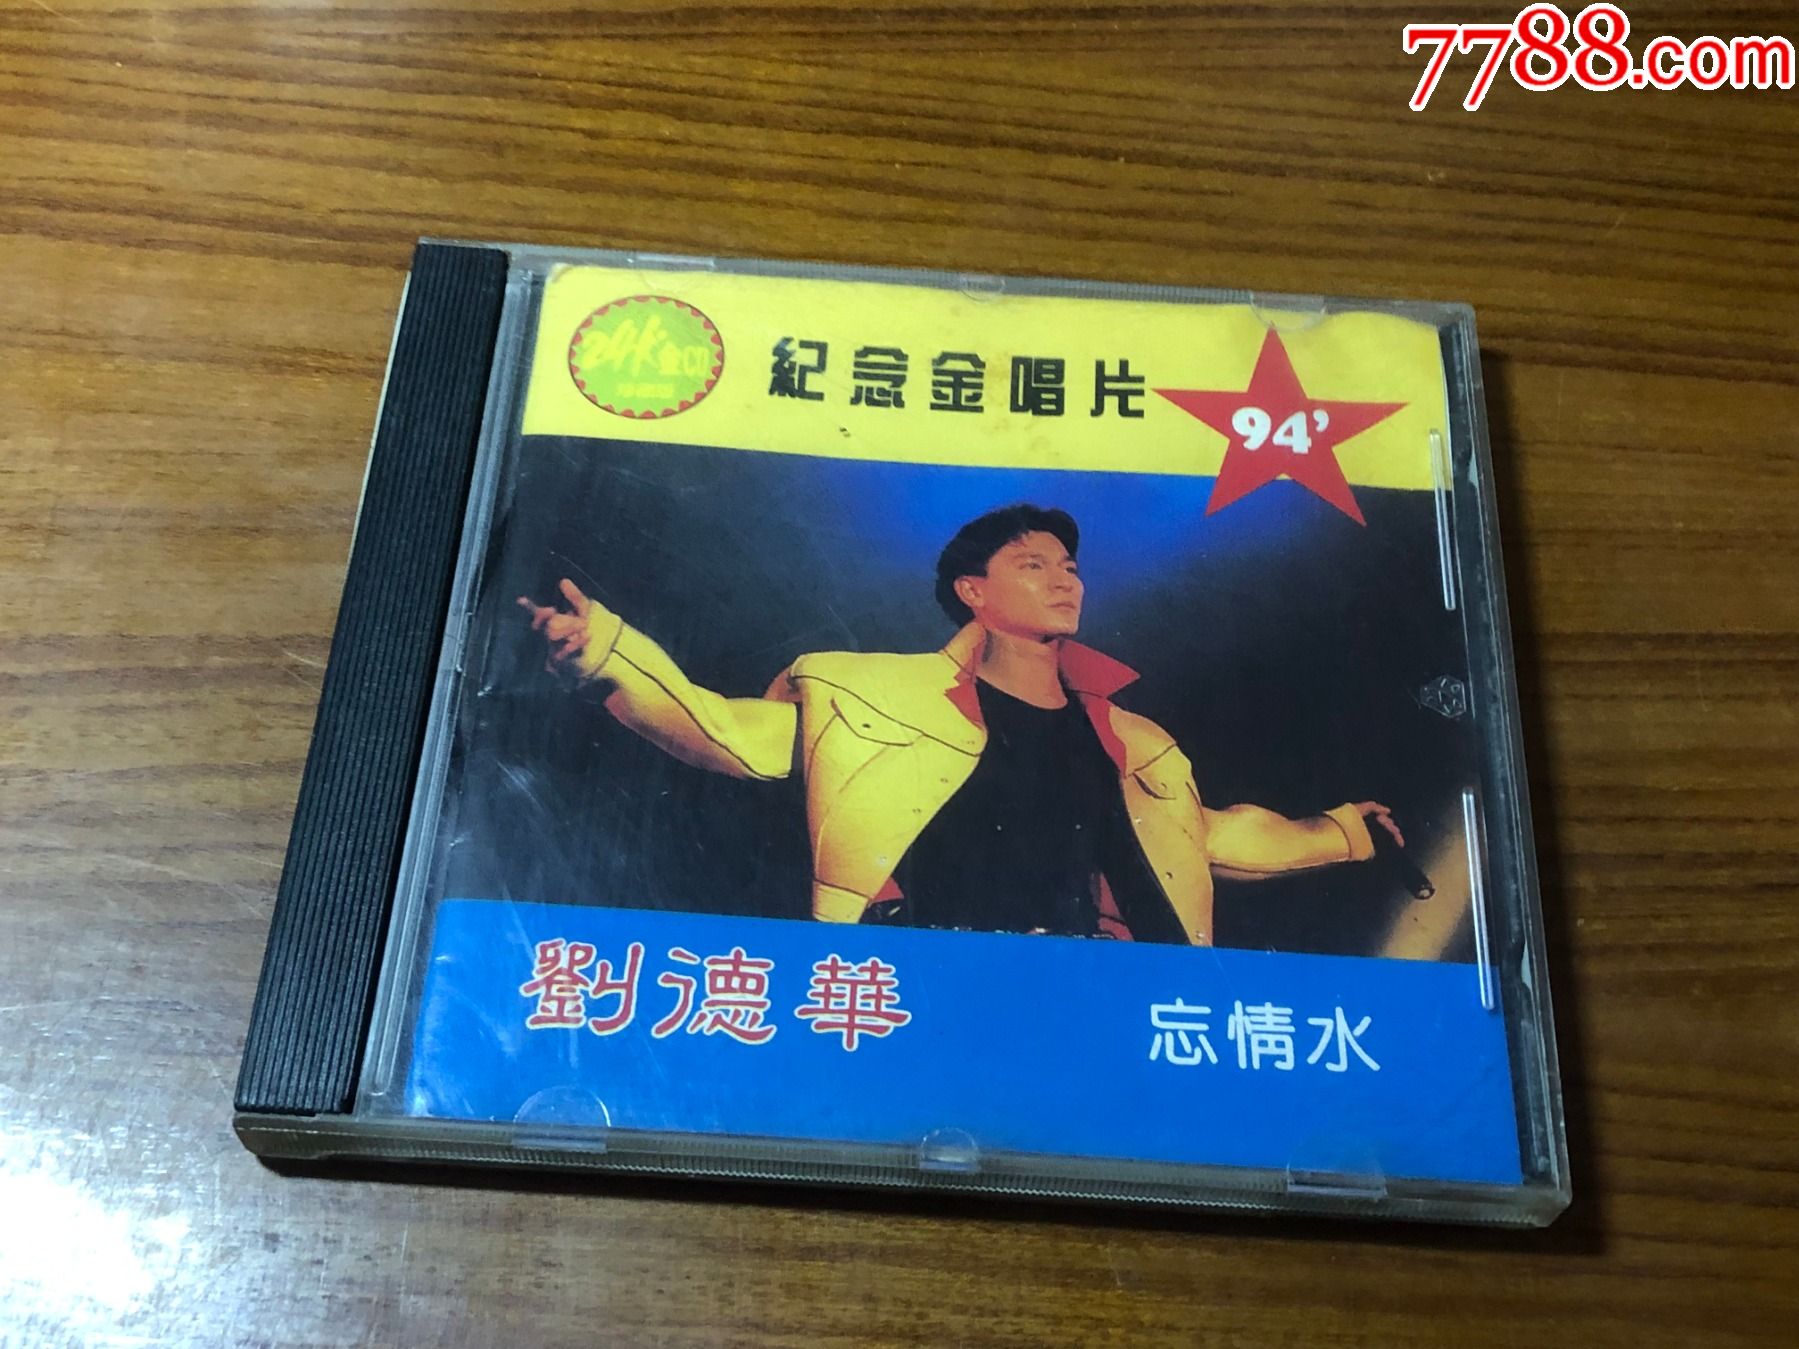 7788.com
24K金CD
紀念金唱片
94'
劉德華
忘情水